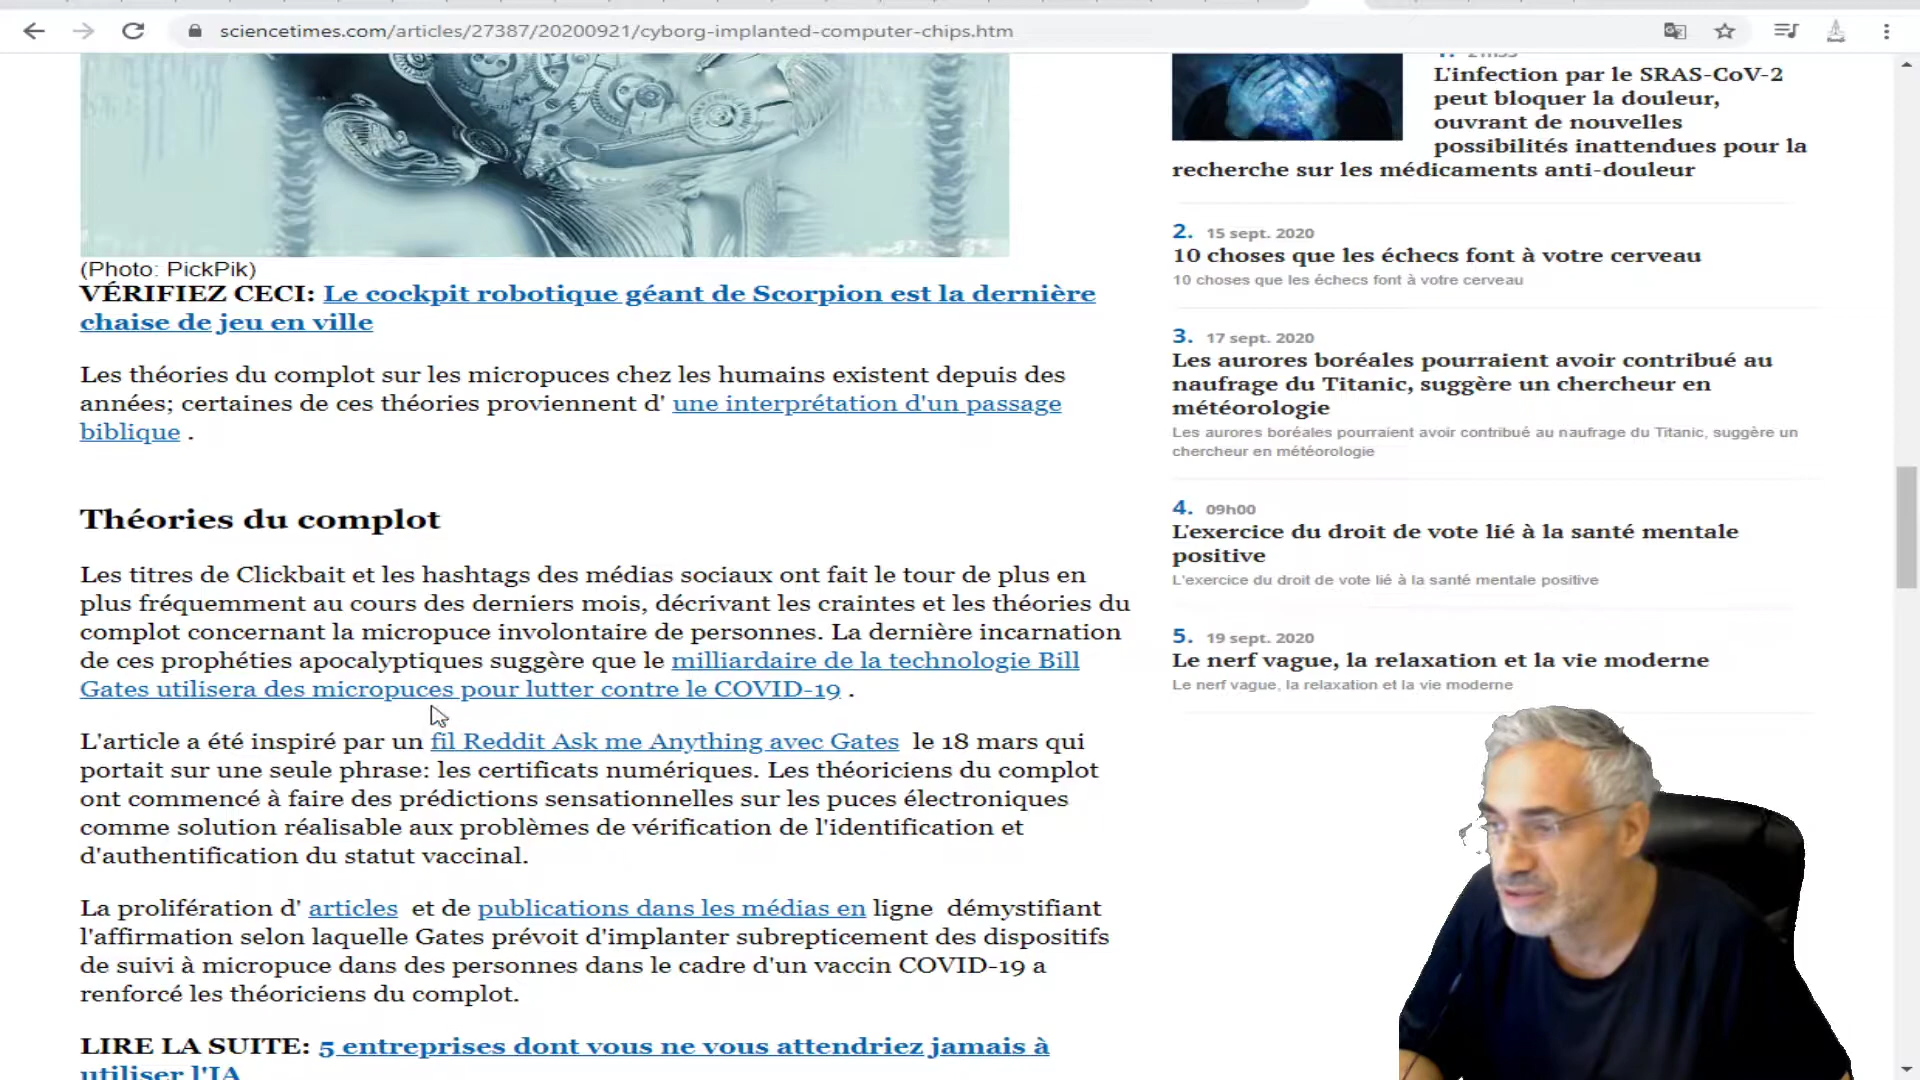 sciencetimes.com/articles/27387/20200921/cyborg-implanted-computer-chips.htm
(Photo: PickPik)
VÉRIFIEZ CECI: Le cockpit robotique géant de Scorpion est la dernière
chaise de jeu en ville
Les théories du complot sur les micropuces chez les humains existent depuis des
années; certaines de ces théories proviennent d' une interprétation d'un passage
biblique .
Théories du complot
Les titres de Clickbait et les hashtags des médias sociaux ont fait le tour de plus en
plus fréquemment au cours des derniers mois, décrivant les craintes et les théories du
complot concernant la micropuce involontaire de personnes. La dernière incarnation
de ces prophéties apocalyptiques suggère que le milliardaire de la technologie Bill
Gates utilisera des micropuces pour lutter contre le COVID-19 .
L'article a été inspiré par un fil Reddit Ask me Anything avec Gates le 18 mars qui
portait sur une seule phrase: les certificats numériques. Les théoriciens du complot
ont commencé à faire des prédictions sensationnelles sur les puces électroniques
comme solution réalisable aux problèmes de vérification de l'identification et
d'authentification du statut vaccinal.
La prolifération d' articles et de publications dans les médias en ligne démystifiant
l'affirmation selon laquelle Gates prévoit d'implanter subrepticement des dispositifs
de suivi à micropuce dans des personnes dans le cadre d'un vaccin COVID-19 a
renforcé les théoriciens du complot.
LIRE LA SUITE: 5 entreprises dont vous ne vous attendriez jamais à
utiliser l'IA
L'infection par le SRAS-CoV-2
peut bloquer la douleur,
ouvrant de nouvelles
possibilités inattendues pour la
recherche sur les médicaments anti-douleur
2. 15 sept. 2020
10 choses que les échecs font à votre cerveau
10 choses que les échecs font à votre cerveau
3. 17 sept. 2020
Les aurores boréales pourraient avoir contribué au
naufrage du Titanic, suggère un chercheur en
météorologie
Les aurores boréales pourraient avoir contribué au naufrage du Titanic, suggère un
chercheur en météorologie
4. 09h00
L'exercice du droit de vote lié à la santé mentale
positive
L'exercice du droit de vote lié à la santé mentale positive
5. 19 sept. 2020
Le nerf vague, la relaxation et la vie moderne
Le nerf vague, la relaxation et la vie moderne